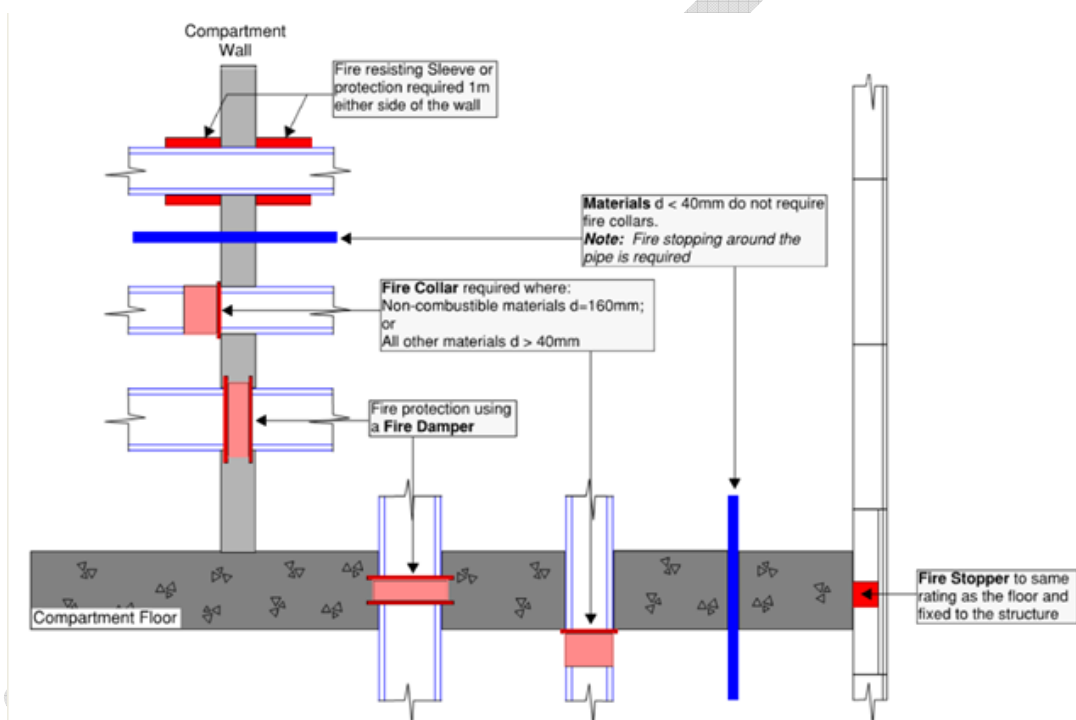 Compartment
Wall
Fire resisting Sleeve or
protection required 1m
either side of the wall
Materials d < 40mm do not require
fire collars.
Note: Fire stopping around the
pipe is required
Fire Collar required where:
Non-combustible materials d=160mm;
or
All other materials d > 40mm
Fire protection using
a Fire Damper
Fire Stopper to same
rating as the floor and
fixed to the structure
Compartment Floor